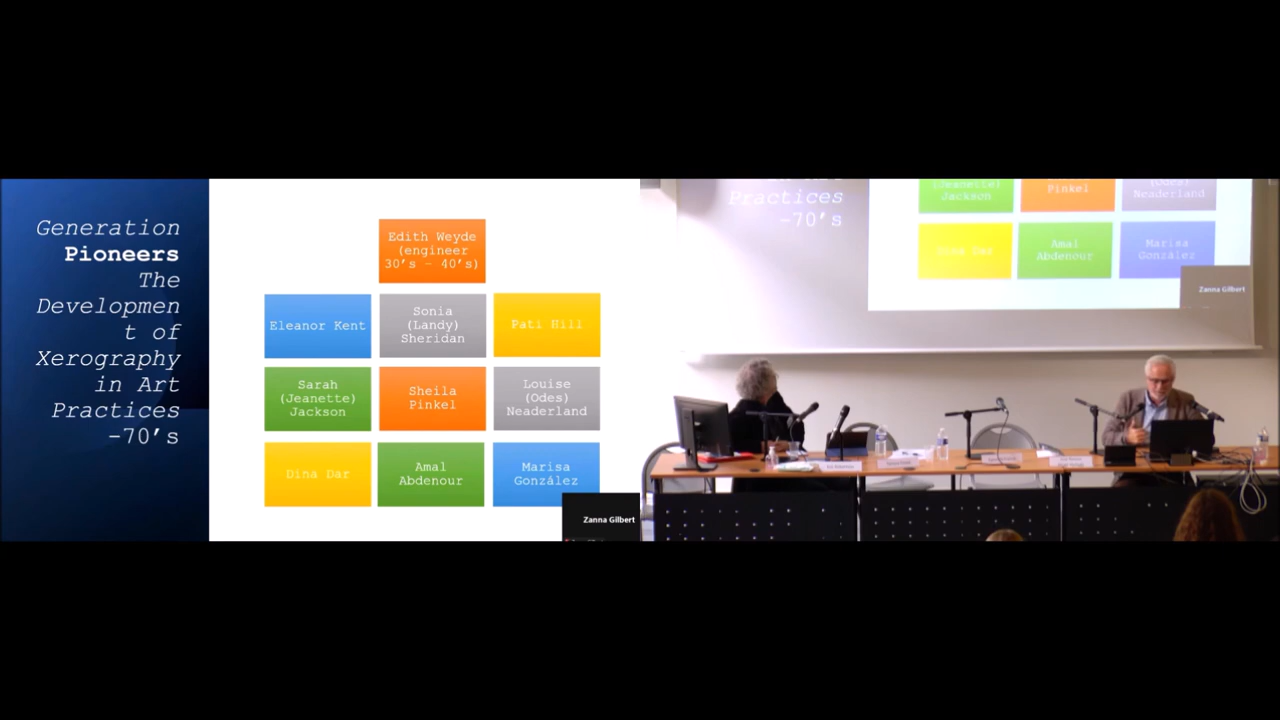 Generation
Pioneers
The
Developmen
t of
Xerography
in Art
Practices
-70’s
Edith Weyde
(engineer
30’s - 40’s)
Eleanor Kent
Sonia
(Landy)
Sheridan
Pati Hill
Sarah
(Jeanette)
Jackson
Sheila
Pinkel
Louise
(Odes)
Neaderland
Dina Dar
Amal
Abdenour
Marisa
González
Zanna Gilbert
Practices
-70’s
(Jeanette)
Jackson
Pinkel
(Odes)
Neaderland
Dina Dar
Amal
Abdenour
Marisa
González
Zanna Gilbert